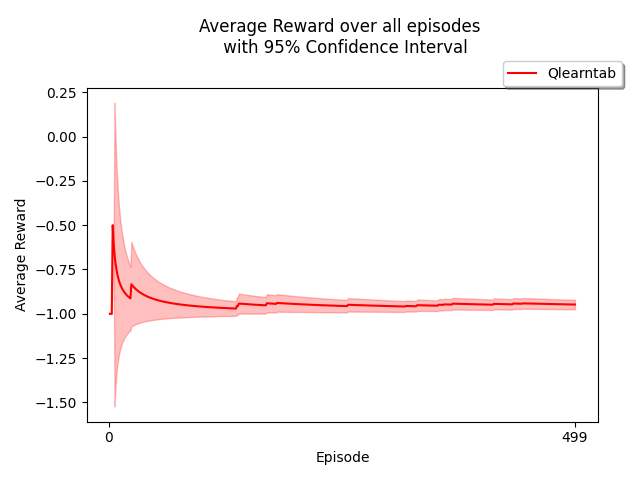 Average Reward over all episodes
with 95% Confidence Interval
Qlearntab
0.25
0.00
−0.25
−0.50
−0.75
−1.00
−1.25
−1.50
Average Reward
0 499
Episode